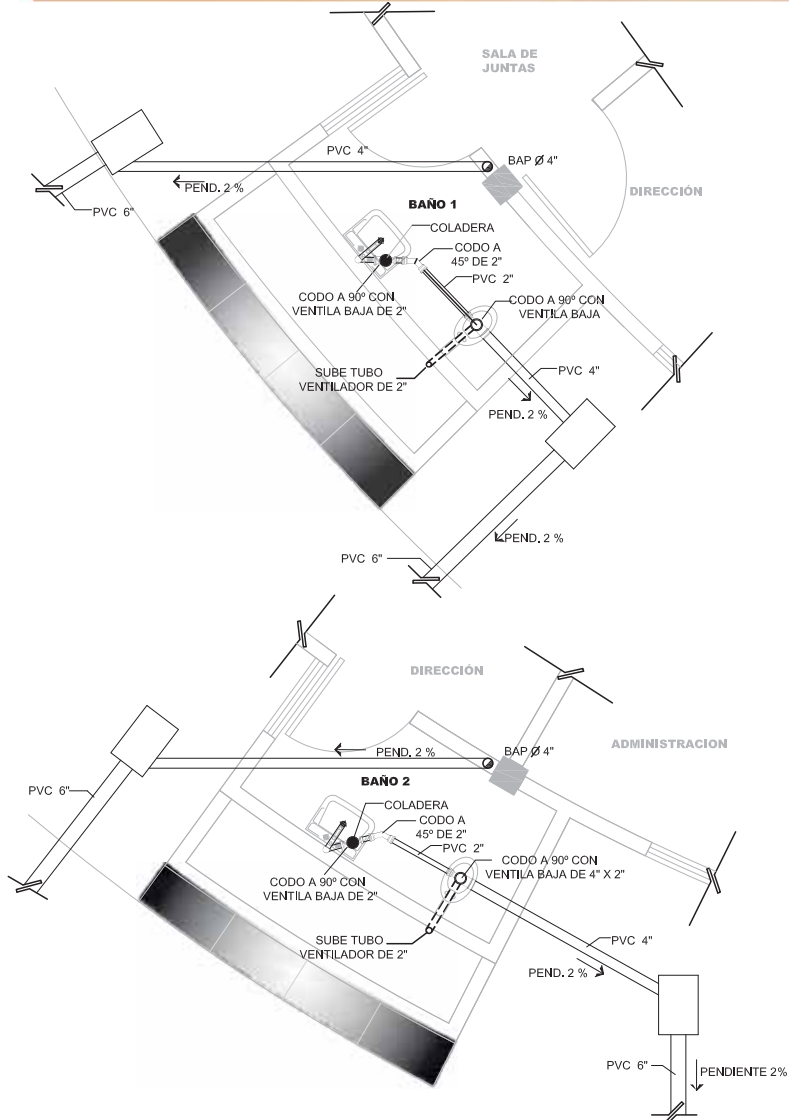 SALA DE
JUNTAS
PVC 4"
BAP Ø 4"
PEND. 2 %
DIRECCIÓN
PVC 6"
BAÑO 1
COLADERA
CODO A
45º DE 2"
PVC 2"
CODO A 90º CON
VENTILA BAJA DE 2"
CODO A 90º CON
VENTILA BAJA
SUBE TUBO
VENTILADOR DE 2"
PVC 4"
PEND. 2 %
PEND. 2 %
PVC 6"
DIRECCIÓN
ADMINISTRACION
PEND. 2 %
BAP Ø 4"
BAÑO 2
PVC 6"
COLADERA
CODO A
45º DE 2"
PVC 2"
CODO A 90º CON
VENTILA BAJA DE 4" X 2"
CODO A 90º CON
VENTILA BAJA DE 2"
SUBE TUBO
VENTILADOR DE 2"
PVC 4"
PEND. 2 %
PVC 6"
PENDIENTE 2%